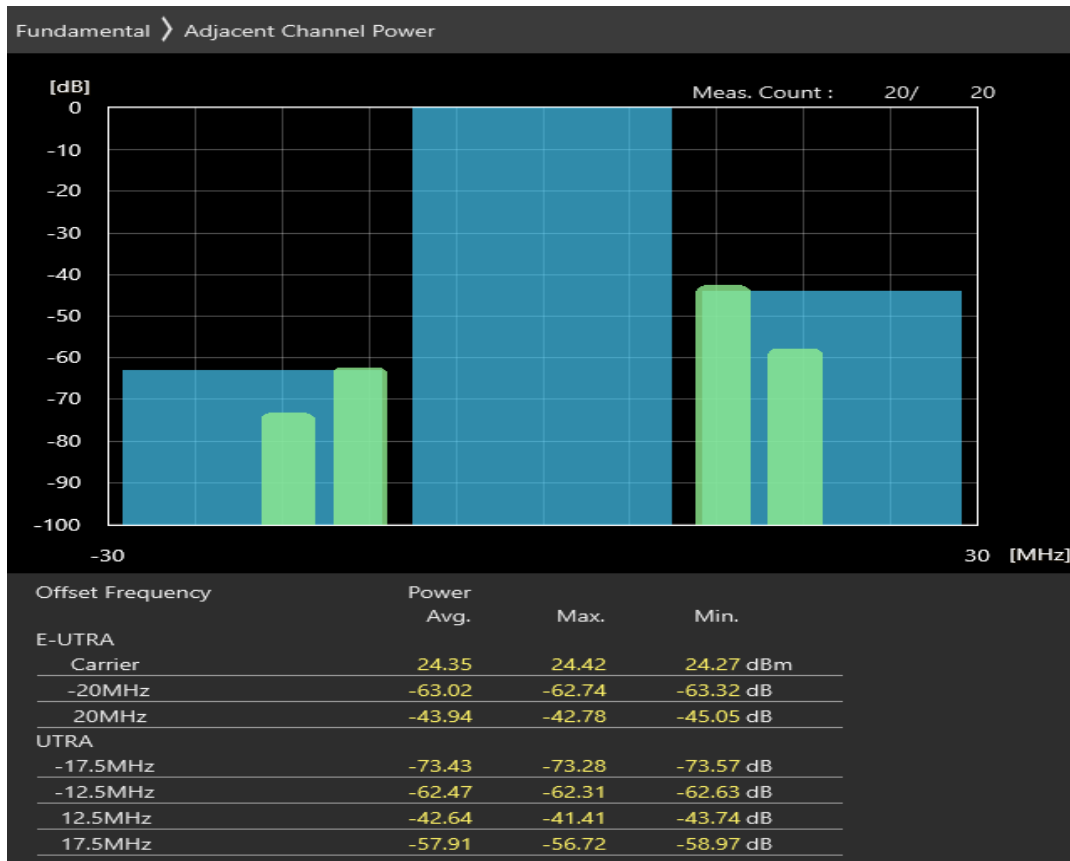 Fundamental ❯ Adjacent Channel Power
[dB]
Meas. Count : 20/ 20
0
-10
-20
-30
-40
-50
-60
-70
-80
-90
-100
-30 30 [MHz]
Offset Frequency Power
Avg. Max. Min.
E-UTRA
Carrier 24.35 24.42 24.27 dBm
-20MHz -63.02 -62.74 -63.32 dB
20MHz -43.94 -42.78 -45.05 dB
UTRA
-17.5MHz -73.43 -73.28 -73.57 dB
-12.5MHz -62.47 -62.31 -62.63 dB
12.5MHz -42.64 -41.41 -43.74 dB
17.5MHz -57.91 -56.72 -58.97 dB